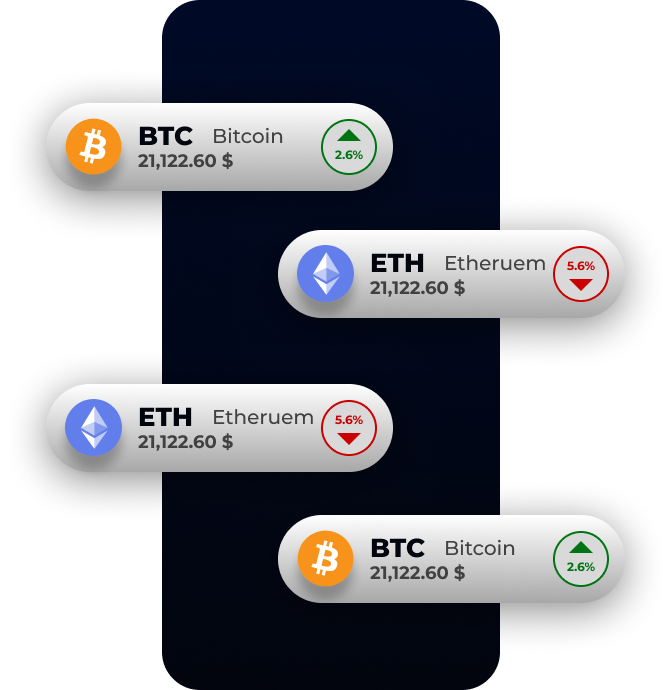 BTC Bitcoin
21,122.60 $
2.6%
ETH Etheruem
21,122.60 $
5.6%
ETH Etheruem
21,122.60 $
5.6%
BTC Bitcoin
21,122.60 $
2.6%